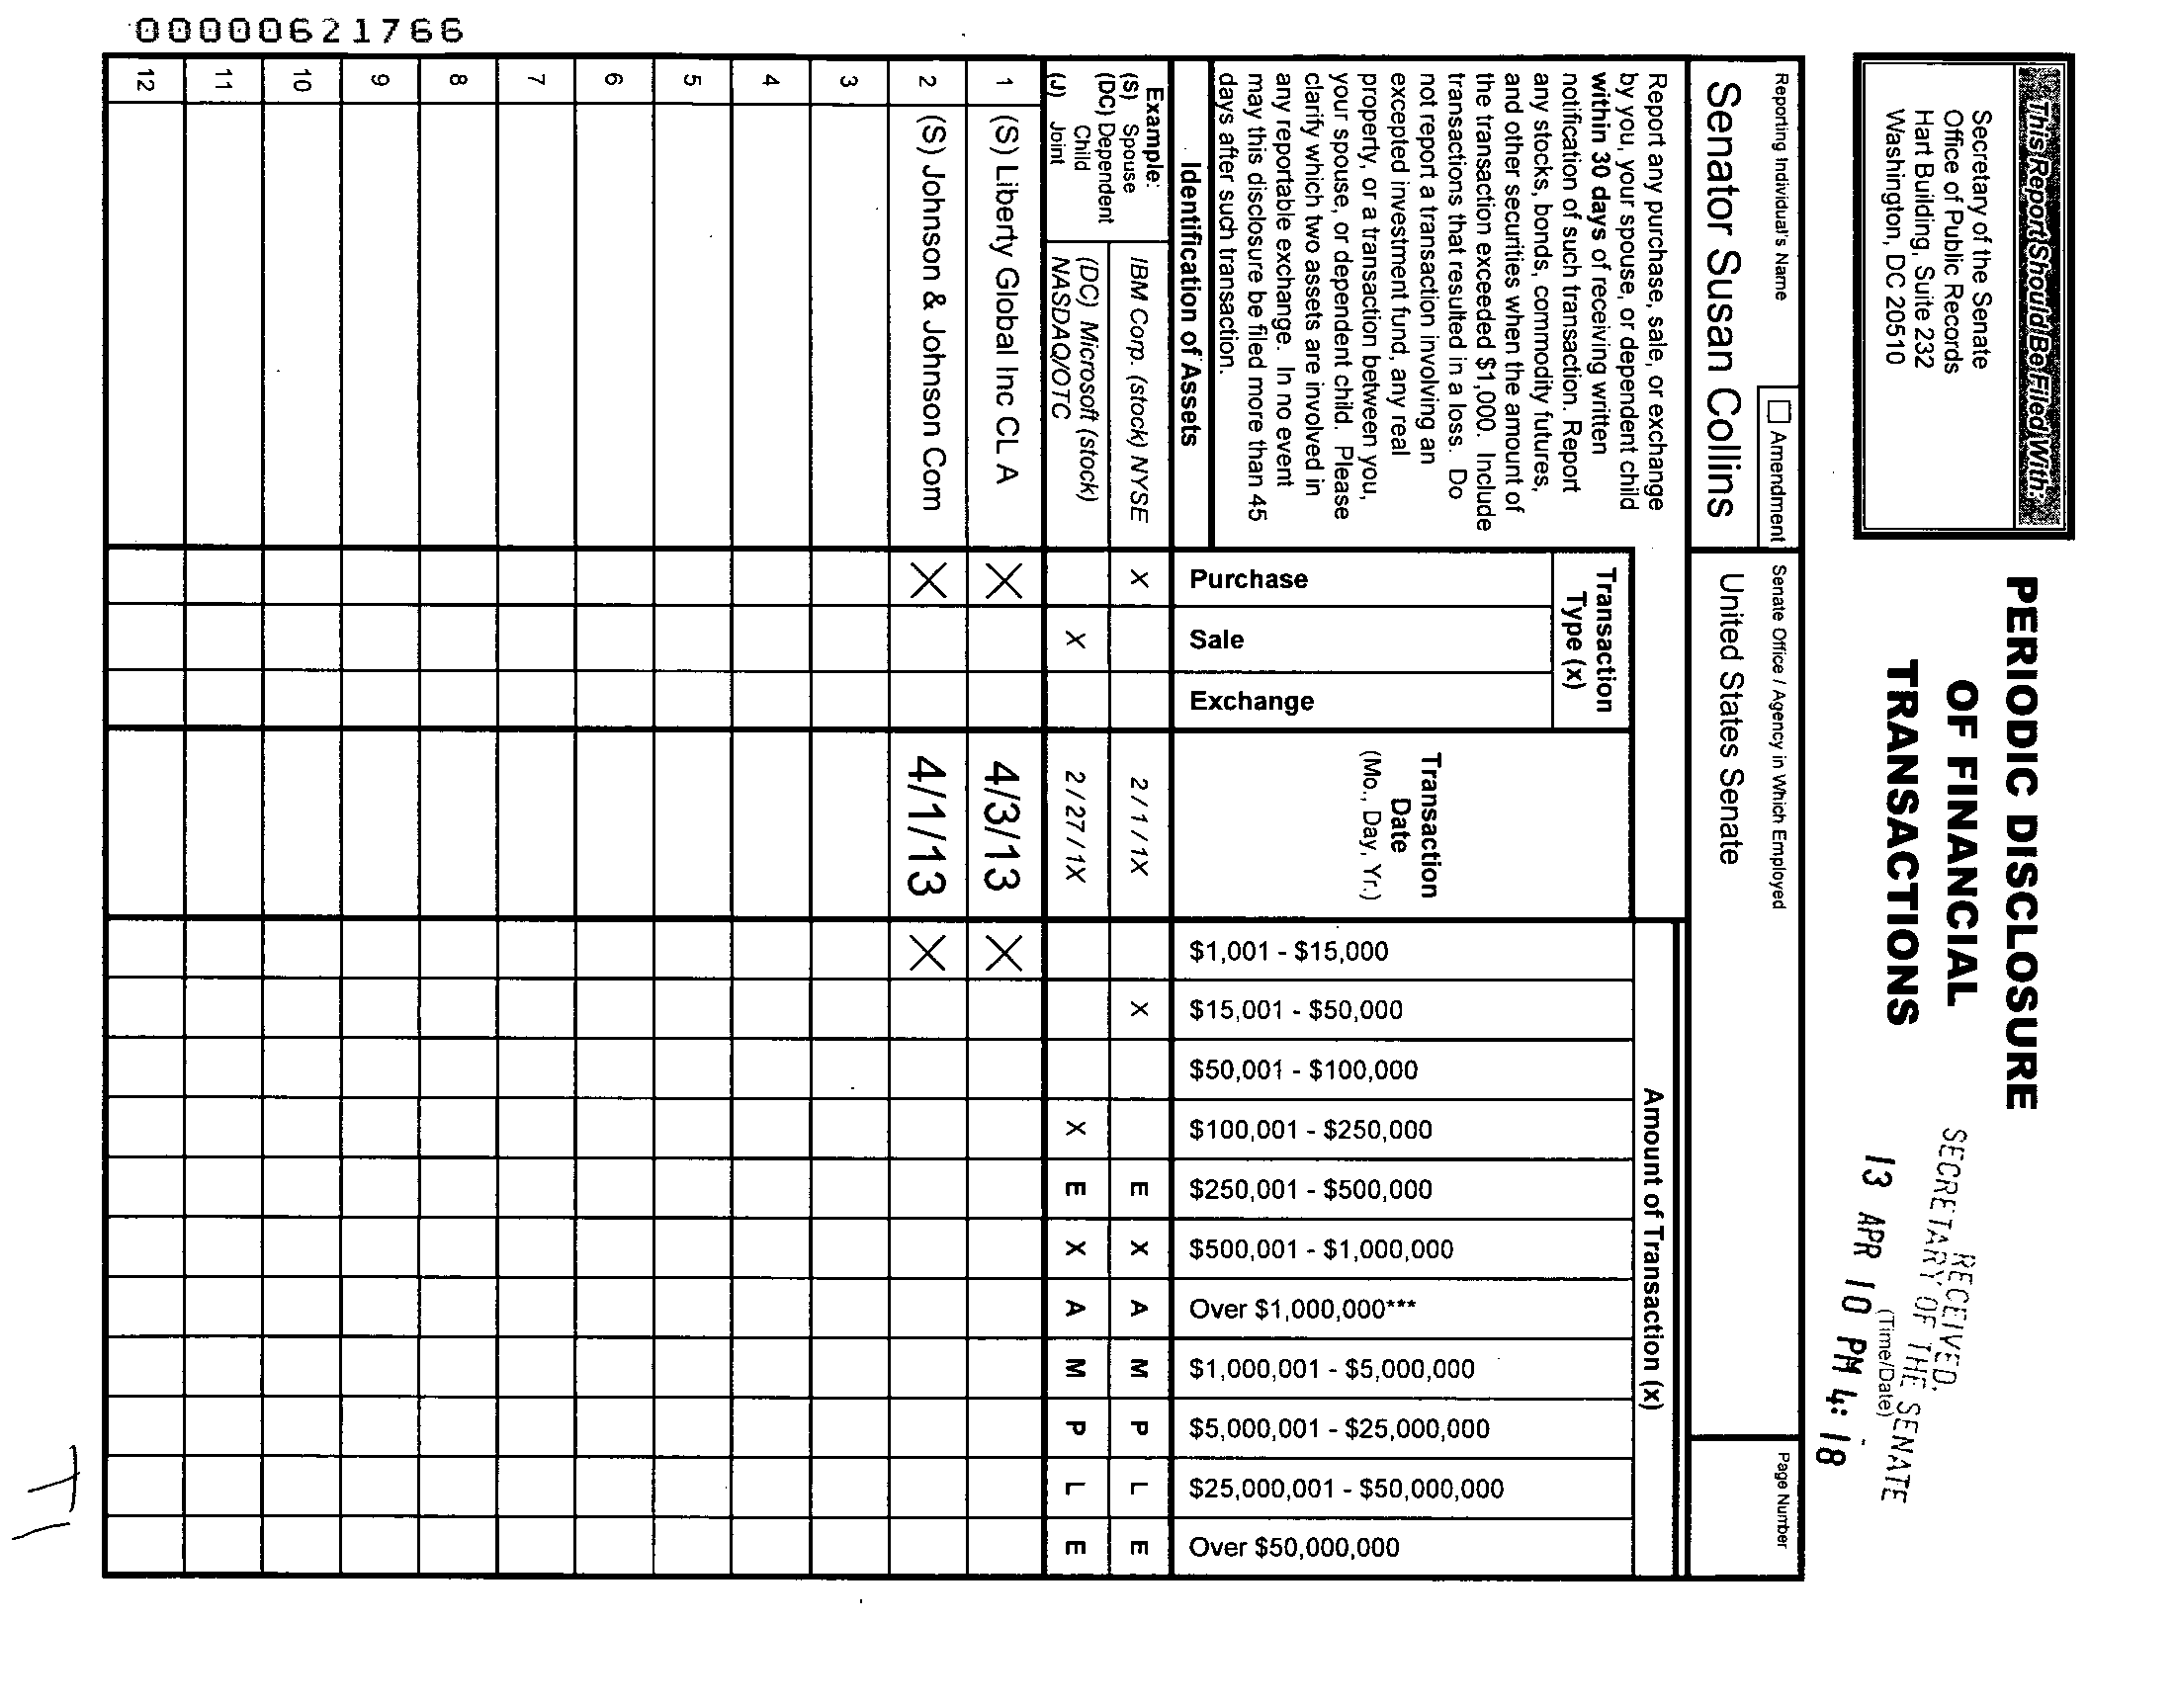 00000621766
This Report Should Be Filed With:
Secretary of the Senate
Office of Public Records
Hart Building, Suite 232
Washington, DC 20510
PERIODIC DISCLOSURE
OF FINANCIAL
TRANSACTIONS
RECEIVED.
SECRETARY OF THE SENATE
(Time/Date)
13 APR 10 PM 4:18
Reporting Individual's Name
Amendment
Senator Susan Collins
Senate Office / Agency in Which Employed
United States Senate
Page Number
Report any purchase, sale, or exchange
by you, your spouse, or dependent child
within 30 days of receiving written
notification of such transaction. Report
any stocks, bonds, commodity futures,
and other securities when the amount of
the transaction exceeded $1,000. Include
transactions that resulted in a loss. Do
not report a transaction involving an
excepted investment fund, any real
property, or a transaction between you,
your spouse, or dependent child. Please
clarify which two assets are involved in
any reportable exchange. In no event
may this disclosure be filed more than 45
days after such transaction.
Identification of Assets
Transaction
Type (x)
Purchase
Sale
Exchange
Transaction
Date
(Mo., Day, Yr.)
Amount of Transaction (x)
$1,001 - $15,000
$15,001 - $50,000
$50,001 - $100,000
$100,001 - $250,000
$250,001 - $500,000
$500,001 - $1,000,000
Over $1,000,000***
$1,000,001 - $5,000,000
$5,000,001 - $25,000,000
$25,000,001 - $50,000,000
Over $50,000,000
Example:
(S) Spouse
(DC) Dependent
Child
(J) Joint
IBM Corp. (stock) NYSE X 2 / 1 / 1X X E X A M P L E
(DC) Microsoft (stock)
NASDAQ/OTC X 2 / 27 / 1X X E X A M P L E
1 (S) Liberty Global Inc CL A X 4/3/13 X
2 (S) Johnson & Johnson Com X 4/1/13 X
3
4
5
6
7
8
9
10
11
12